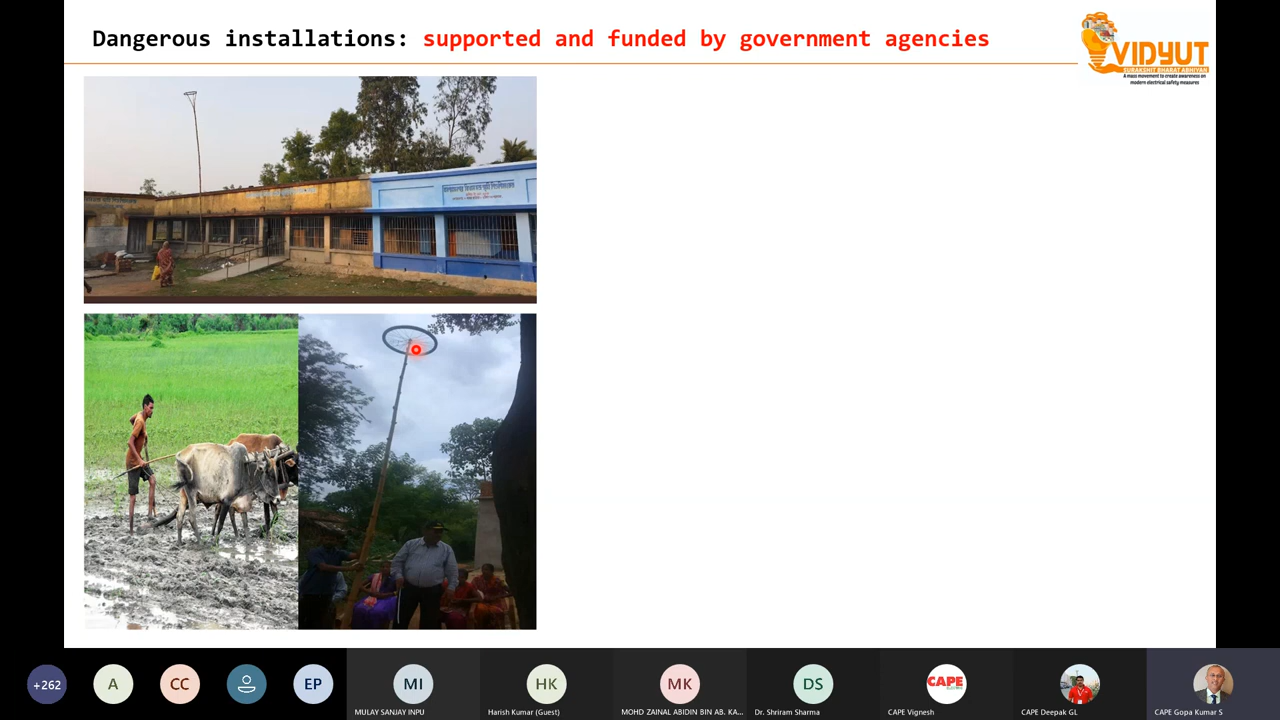 Dangerous installations: supported and funded by government agencies
VIDYUT
SURAKSHIT BHARAT ABHIYAN
A mass movement to create awareness on
modern electrical safety measures
+262
A
CC
EP
MI
HK
MK
DS
CAPE
MULAY SANJAY INPU
Harish Kumar (Guest)
MOHD ZAINAL ABIDIN BIN AB. KA...
Dr. Shriram Sharma
CAPE Vignesh
CAPE Deepak GL
CAPE Gopa Kumar S